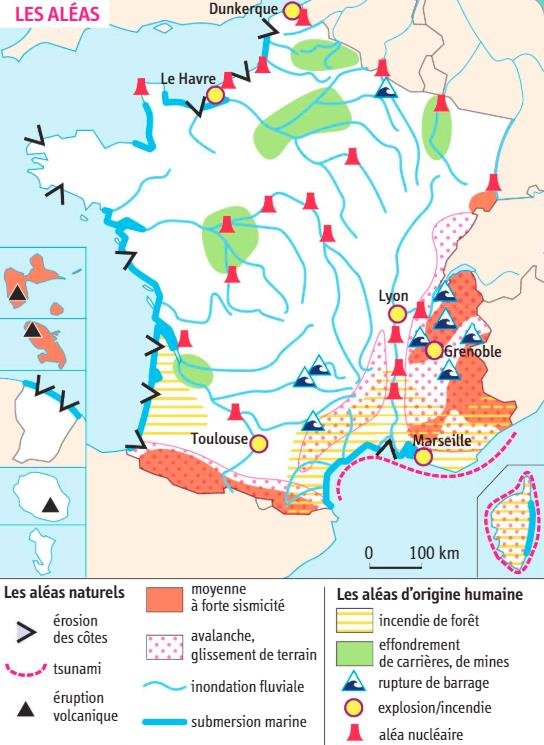 LES ALÉAS
Dunkerque
Le Havre
Lyon
Grenoble
Toulouse
Marseille
0 100 km
Les aléas naturels
érosion
des côtes
tsunami
éruption
volcanique
moyenne
à forte sismicité
avalanche,
glissement de terrain
inondation fluviale
submersion marine
Les aléas d'origine humaine
incendie de forêt
effondrement
de carrières, de mines
rupture de barrage
explosion/incendie
aléa nucléaire